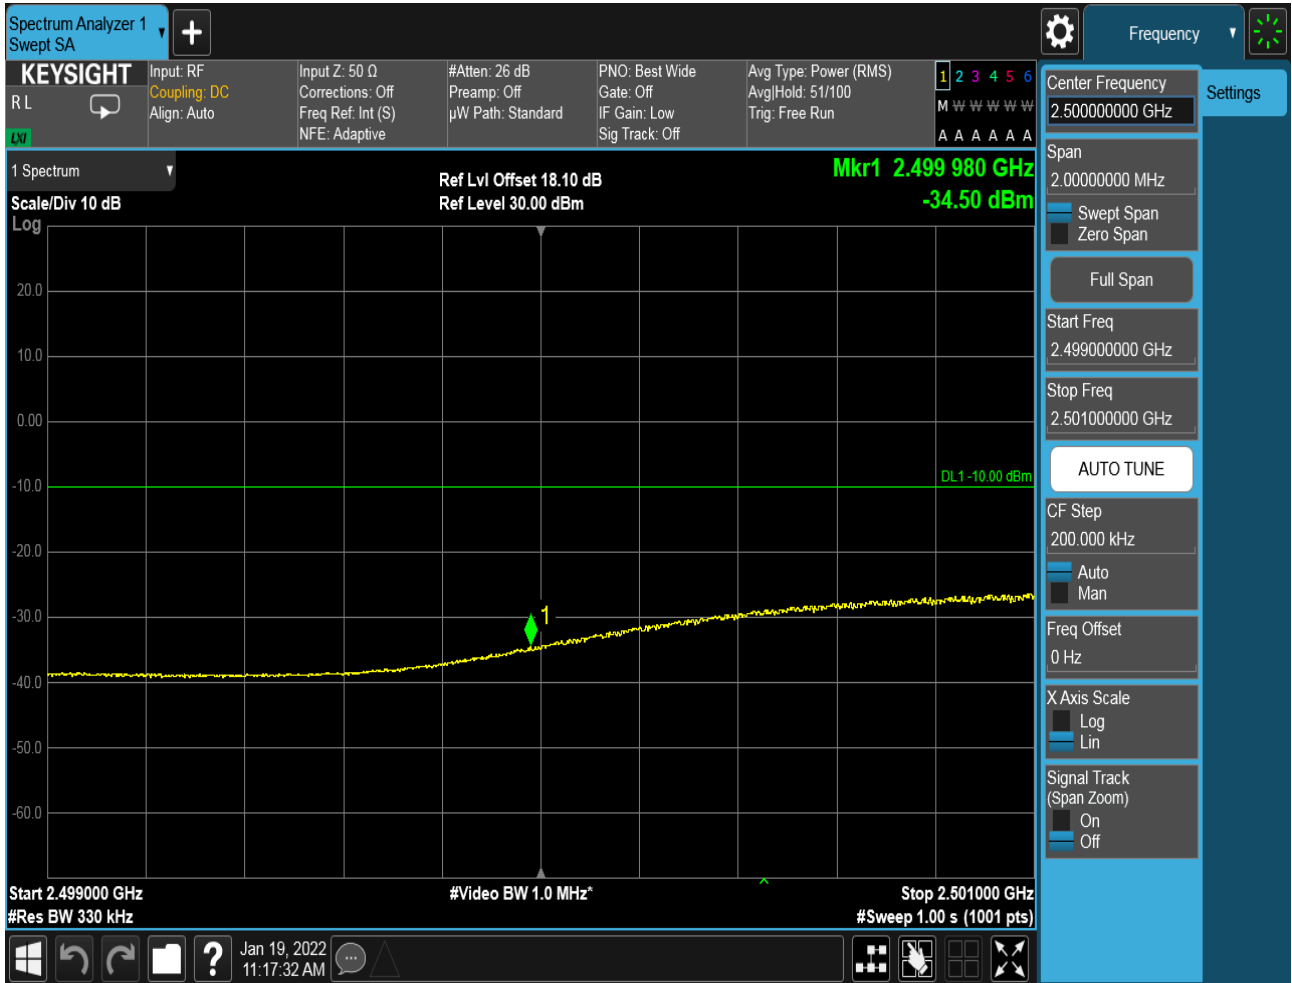 Spectrum Analyzer 1
Swept SA
+
Frequency
KEYSIGHT
R L
LXI
Input: RF
Coupling: DC
Align: Auto
Input Z: 50 Ω
Corrections: Off
Freq Ref: Int (S)
NFE: Adaptive
#Atten: 26 dB
Preamp: Off
µW Path: Standard
PNO: Best Wide
Gate: Off
IF Gain: Low
Sig Track: Off
Avg Type: Power (RMS)
Avg|Hold: 51/100
Trig: Free Run
1 2 3 4 5 6
M W W W W W
A A A A A A
1 Spectrum
Scale/Div 10 dB
Log
Ref Lvl Offset 18.10 dB
Ref Level 30.00 dBm
Mkr1 2.499 980 GHz
-34.50 dBm
20.0
10.0
0.00
-10.0
-20.0
-30.0
-40.0
-50.0
-60.0
DL1 -10.00 dBm
1
Start 2.499000 GHz
#Res BW 330 kHz
#Video BW 1.0 MHz*
Stop 2.501000 GHz
#Sweep 1.00 s (1001 pts)
Center Frequency
2.500000000 GHz
Settings
Span
2.00000000 MHz
Swept Span
Zero Span
Full Span
Start Freq
2.499000000 GHz
Stop Freq
2.501000000 GHz
AUTO TUNE
CF Step
200.000 kHz
Auto
Man
Freq Offset
0 Hz
X Axis Scale
Log
Lin
Signal Track
(Span Zoom)
On
Off
?
Jan 19, 2022
11:17:32 AM